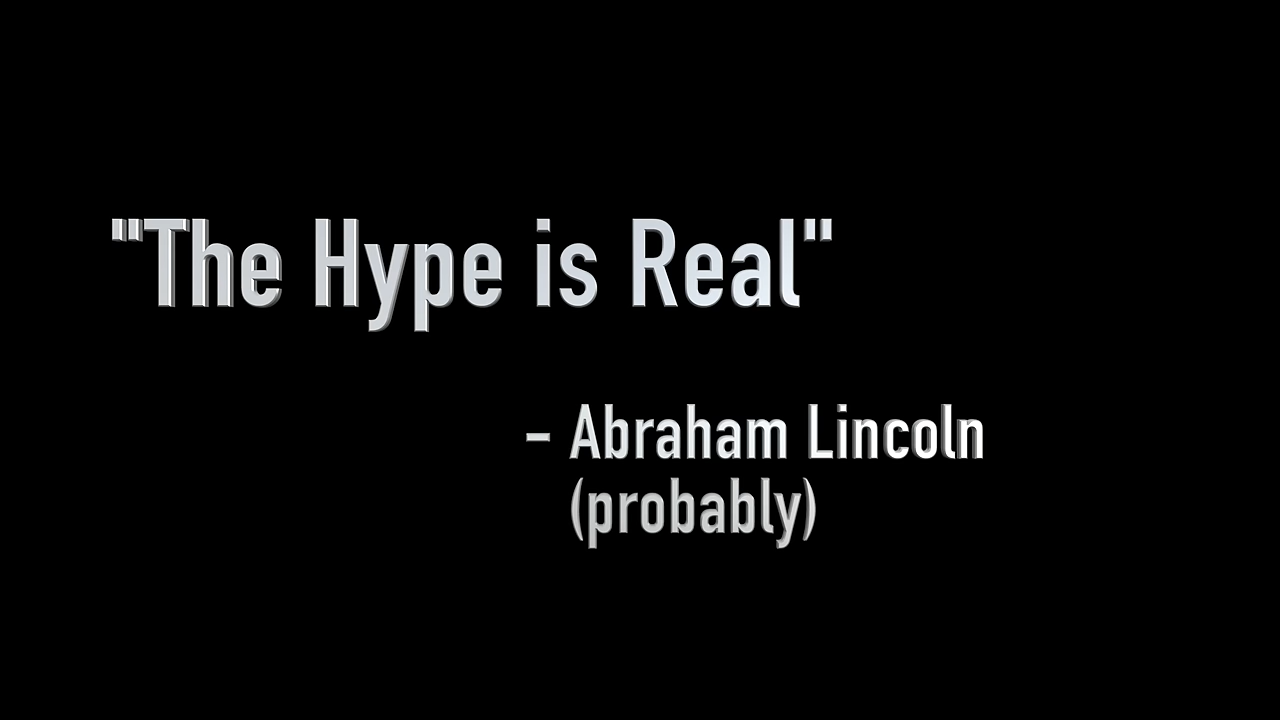 "The Hype is Real"
- Abraham Lincoln
(probably)